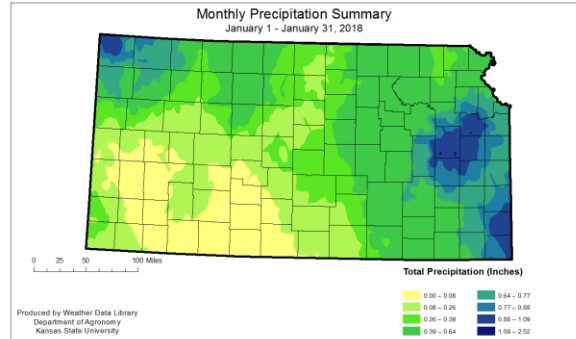 Monthly Precipitation Summary
January 1 - January 31, 2018
0 25 50 100 Miles
Total Precipitation (Inches)
0.00 – 0.08
0.08 – 0.26
0.26 – 0.39
0.39 – 0.64
0.64 – 0.77
0.77 – 0.88
0.88 – 1.09
1.09 – 2.52
Produced by Weather Data Library
Department of Agronomy
Kansas State University